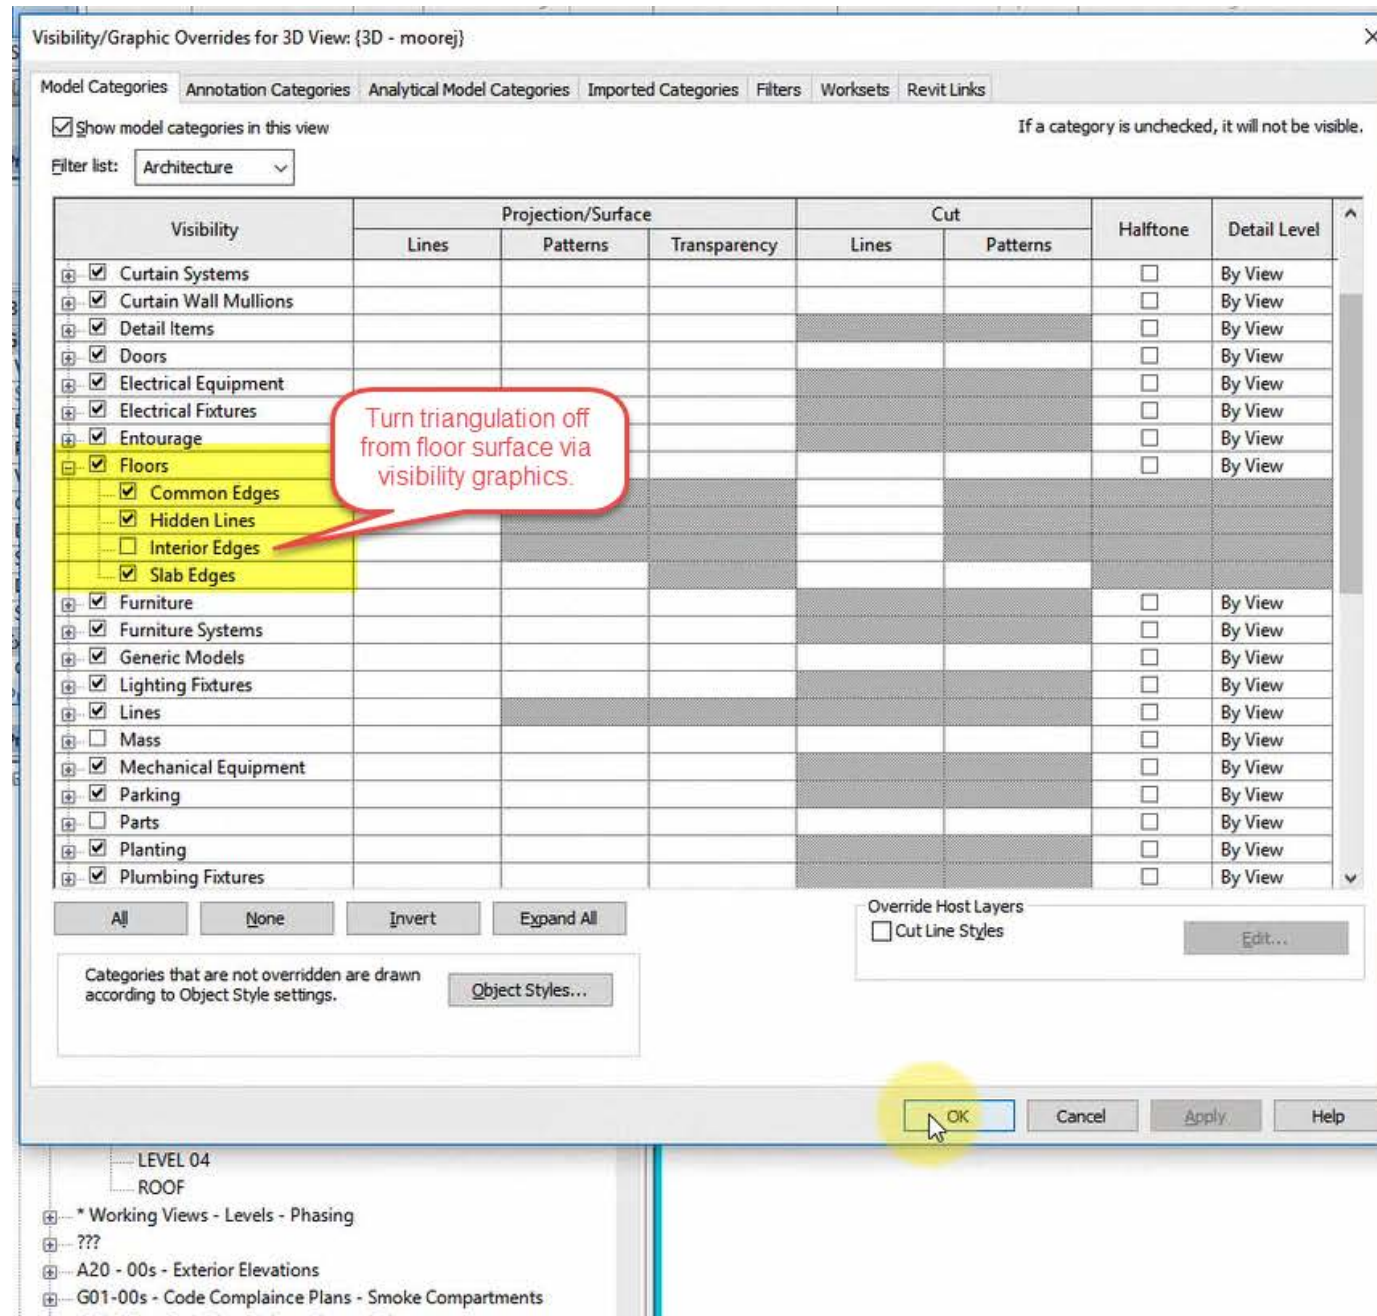 Visibility/Graphic Overrides for 3D View: {3D - moorej}
Model Categories Annotation Categories Analytical Model Categories Imported Categories Filters Worksets Revit Links
Show model categories in this view
If a category is unchecked, it will not be visible.
Filter list: Architecture
Visibility Projection/Surface Cut Halftone Detail Level
Lines Patterns Transparency Lines Patterns
Curtain Systems By View
Curtain Wall Mullions By View
Detail Items By View
Doors By View
Electrical Equipment By View
Electrical Fixtures By View
Entourage By View
Floors By View
Common Edges
Hidden Lines
Interior Edges
Slab Edges
Turn triangulation off
from floor surface via
visibility graphics.
Furniture By View
Furniture Systems By View
Generic Models By View
Lighting Fixtures By View
Lines By View
Mass By View
Mechanical Equipment By View
Parking By View
Parts By View
Planting By View
Plumbing Fixtures By View
All None Invert Expand All
Override Host Layers
Cut Line Styles
Edit...
Categories that are not overridden are drawn
according to Object Style settings.
Object Styles...
OK Cancel Apply Help
LEVEL 04
ROOF
* Working Views - Levels - Phasing
???
A20 - 00s - Exterior Elevations
G01-00s - Code Complaince Plans - Smoke Compartments